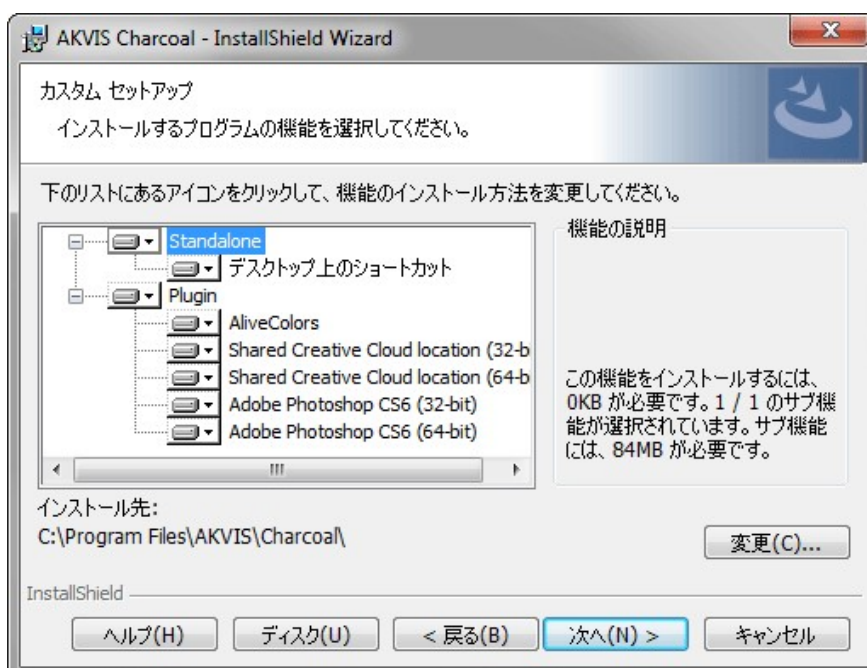 AKVIS Charcoal - InstallShield Wizard
カスタム セットアップ
インストールするプログラムの機能を選択してください。
下のリストにあるアイコンをクリックして、機能のインストール方法を変更してください。
Standalone
デスクトップ上のショートカット
Plugin
AliveColors
Shared Creative Cloud location (32-b
Shared Creative Cloud location (64-b
Adobe Photoshop CS6 (32-bit)
Adobe Photoshop CS6 (64-bit)
機能の説明
この機能をインストールするには、
0KB が必要です。1 / 1 のサブ機
能が選択されています。サブ機能
には、84MB が必要です。
インストール先:
C:\Program Files\AKVIS\Charcoal\
変更(C)...
InstallShield
ヘルプ(H)
ディスク(U)
< 戻る(B)
次へ(N) >
キャンセル